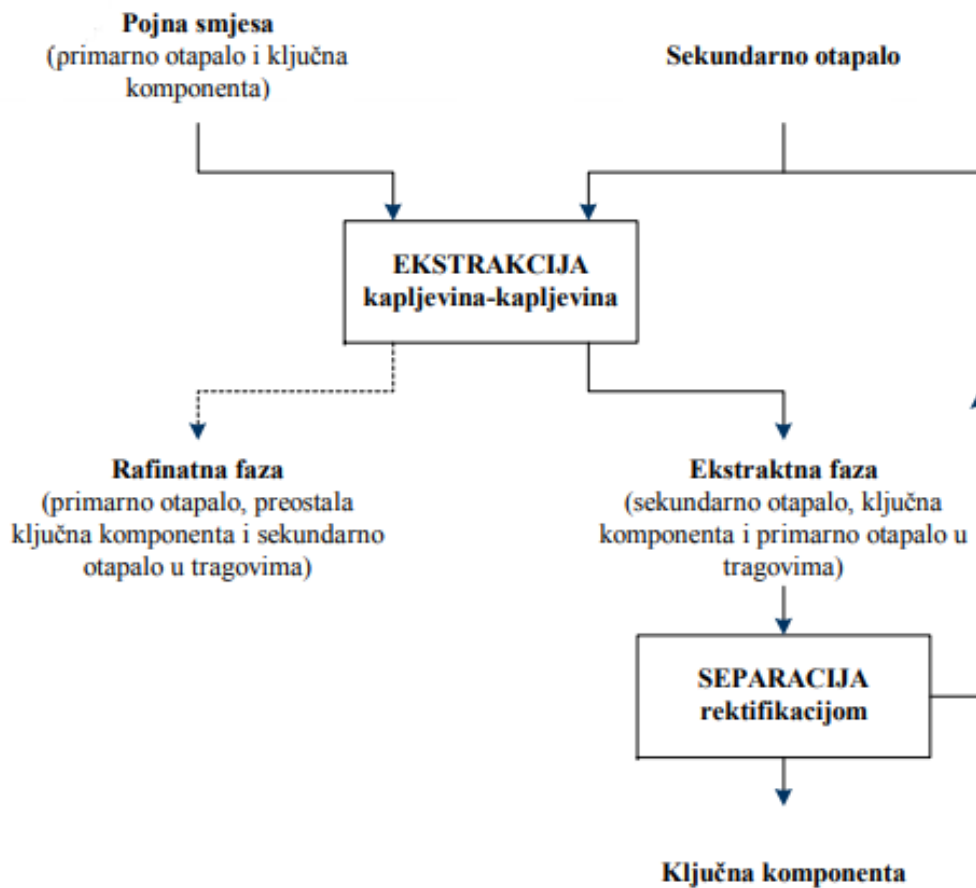 Pojna smjesa
(primarno otapalo i ključna
komponenta)
Sekundarno otapalo
EKSTRAKCIJA
kapljevina-kapljevina
Rafinatna faza
(primarno otapalo, preostala
ključna komponenta i sekundarno
otapalo u tragovima)
Ekstraktna faza
(sekundarno otapalo, ključna
komponenta i primarno otapalo u
tragovima)
SEPARACIJA
rektifikacijom
Ključna komponenta